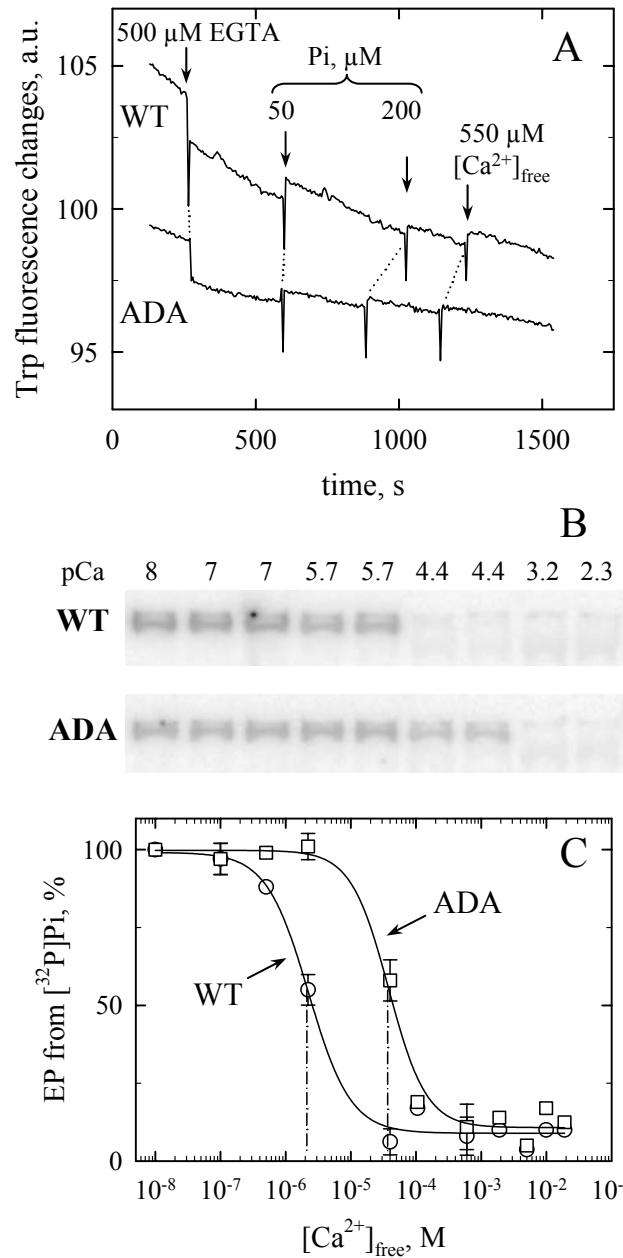 A
500 µM EGTA
Pi, µM
50 200
550 µM
[Ca²⁺]free
WT
ADA
Trp fluorescence changes, a.u.
105
100
95
0 500 1000 1500
time, s
B
pCa 8 7 7 5.7 5.7 4.4 4.4 3.2 2.3
WT
ADA
C
EP from [³²P]Pi, %
100
50
0
ADA
WT
10⁻⁸ 10⁻⁷ 10⁻⁶ 10⁻⁵ 10⁻⁴ 10⁻³ 10⁻² 10⁻
[Ca²⁺]free, M